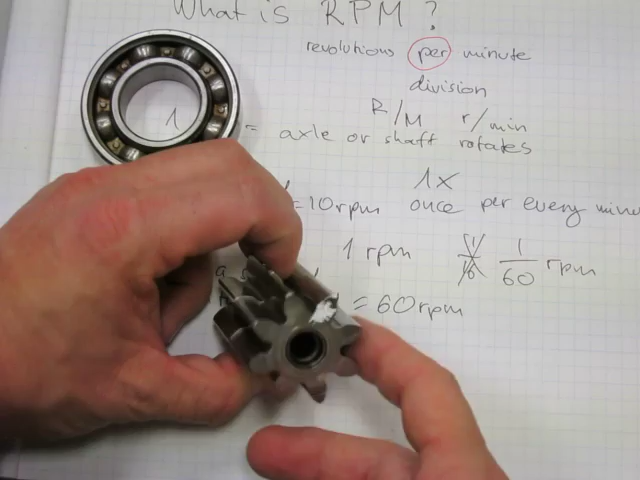 What is RPM ?
revolutions per minute
division
R/M r/min
1 = axle or shaft rotates
1x
= 10rpm once per every minu
1 rpm 1/60 rpm
= 60rpm